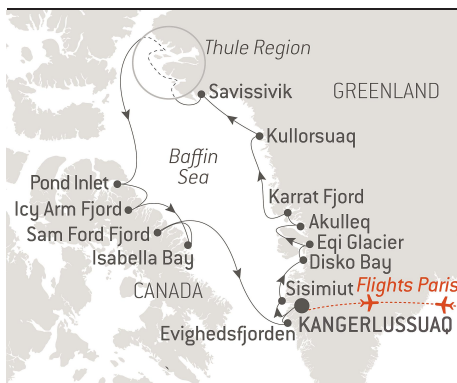 Thule Region
Savissivik
GREENLAND
Kullorsuaq
Baffin
Sea
Pond Inlet
Karrat Fjord
Icy Arm Fjord
Akulleq
Sam Ford Fjord
Eqi Glacier
Isabella Bay
Disko Bay
CANADA
Sisimiut
Flights Paris
Evighedsfjorden
KANGERLUSSUAQ